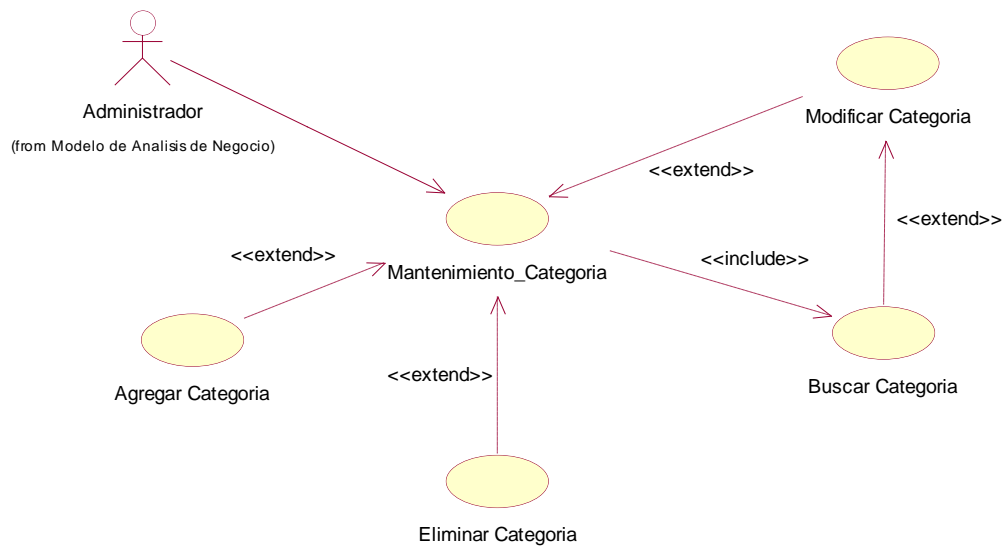 Administrador
(from Modelo de Analisis de Negocio)
Modificar Categoria
<<extend>>
<<extend>>
<<extend>>
<<include>>
Mantenimiento_Categoria
<<extend>>
Agregar Categoria
Buscar Categoria
Eliminar Categoria